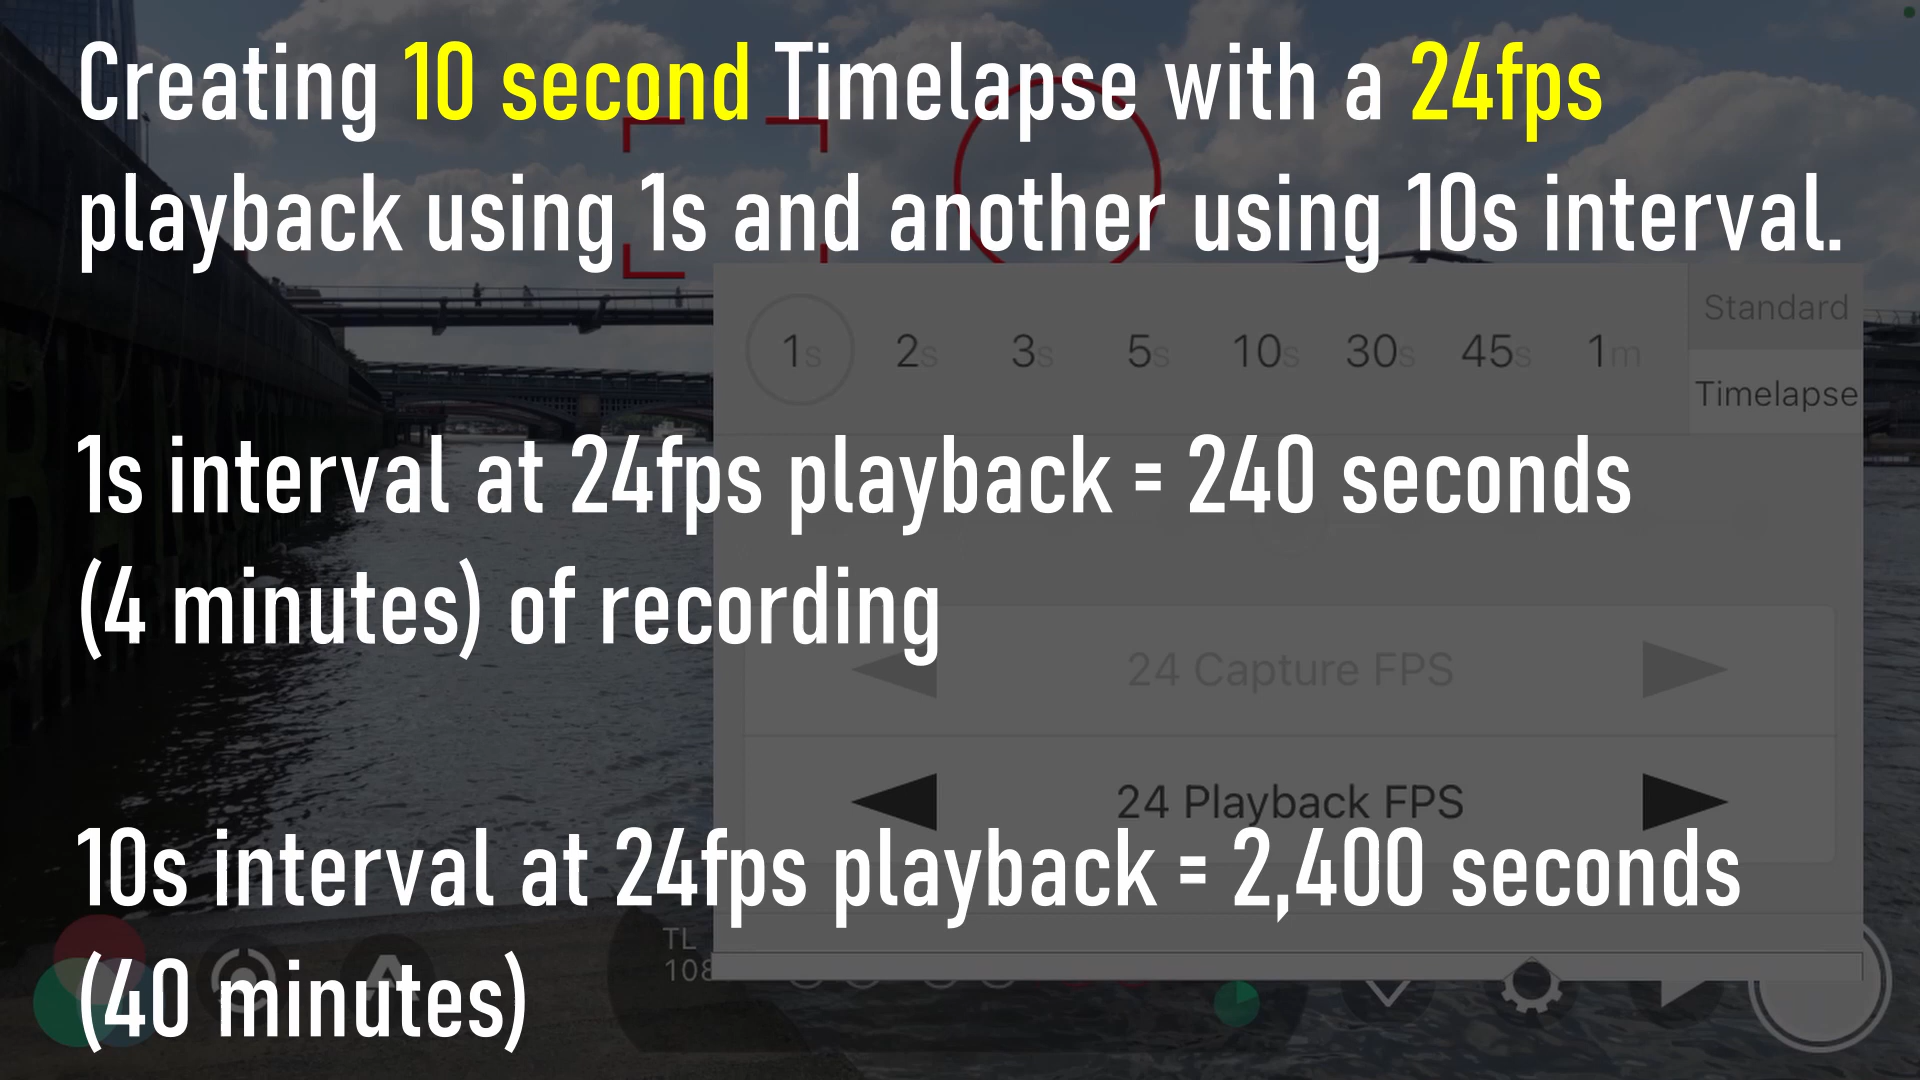 Creating 10 second Timelapse with a 24fps
playback using 1s and another using 10s interval.
1s 2s 3s 5s 10s 30s 45s 1m
Standard
Timelapse
1s interval at 24fps playback = 240 seconds
(4 minutes) of recording
24 Capture FPS
24 Playback FPS
10s interval at 24fps playback = 2,400 seconds
(40 minutes)
A
TL
108